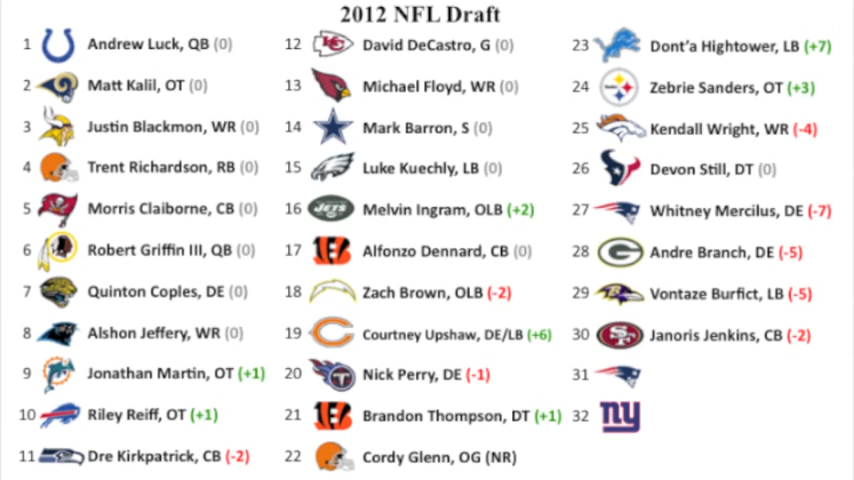 2012 NFL Draft
1 Andrew Luck, QB (0)
2 Matt Kalil, OT (0)
3 Justin Blackmon, WR (0)
4 Trent Richardson, RB (0)
5 Morris Claiborne, CB (0)
6 Robert Griffin III, QB (0)
7 Quinton Coples, DE (0)
8 Alshon Jeffery, WR (0)
9 Jonathan Martin, OT (+1)
10 Riley Reiff, OT (+1)
11 Dre Kirkpatrick, CB (-2)
12 KC David DeCastro, G (0)
13 Michael Floyd, WR (0)
14 Mark Barron, S (0)
15 Luke Kuechly, LB (0)
16 JETS Melvin Ingram, OLB (+2)
17 Alfonzo Dennard, CB (0)
18 Zach Brown, OLB (-2)
19 C Courtney Upshaw, DE/LB (+6)
20 T Nick Perry, DE (-1)
21 Brandon Thompson, DT (+1)
22 Cordy Glenn, OG (NR)
23 Dont'a Hightower, LB (+7)
24 Zebrie Sanders, OT (+3)
25 Kendall Wright, WR (-4)
26 Devon Still, DT (0)
27 Whitney Mercilus, DE (-7)
28 G Andre Branch, DE (-5)
29 Vontaze Burfict, LB (-5)
30 SF Janoris Jenkins, CB (-2)
31
32 ny